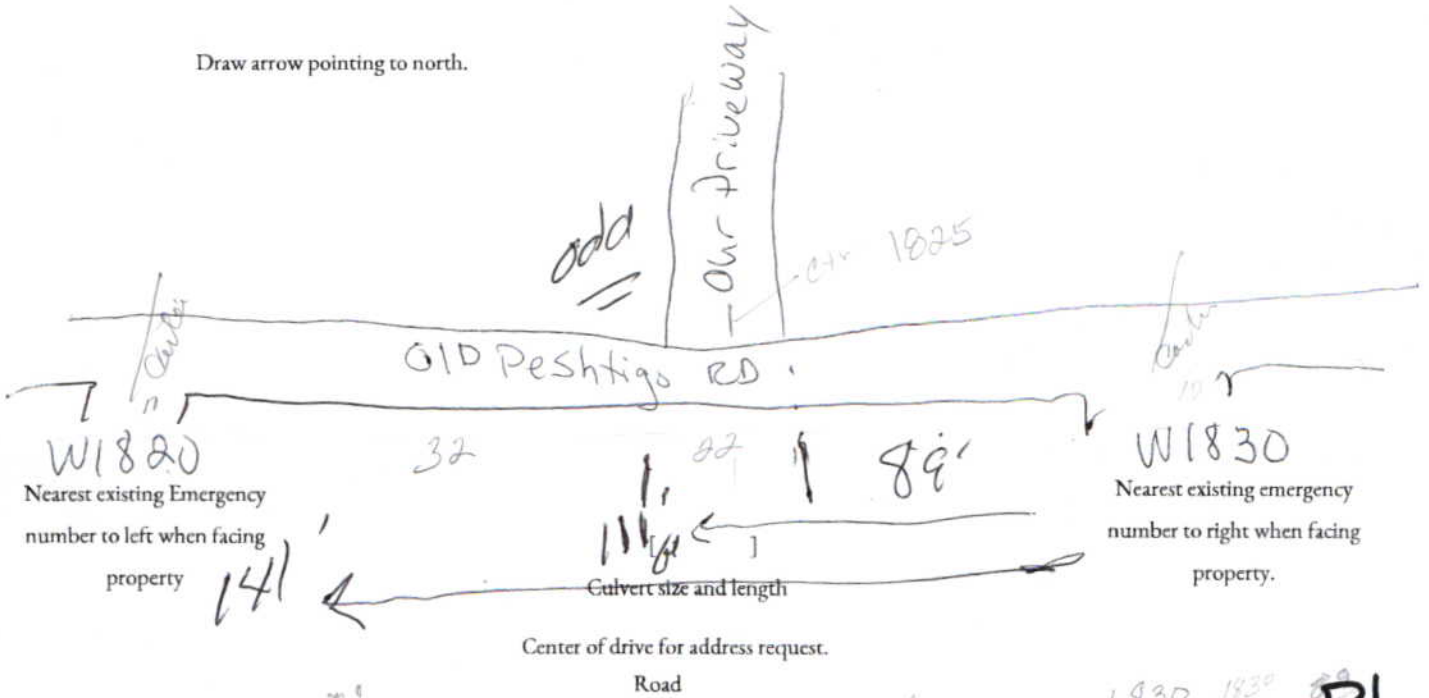 Draw arrow pointing to north.
Our Driveway
odd
Ctr 1825
Center
Center
OlD Peshtigo RD.
W1820
32
22
89'
W1830
Nearest existing Emergency
number to left when facing
property
Nearest existing emergency
number to right when facing
property.
111
[ ]
141'
Culvert size and length
Center of drive for address request.
Road
1830
1830